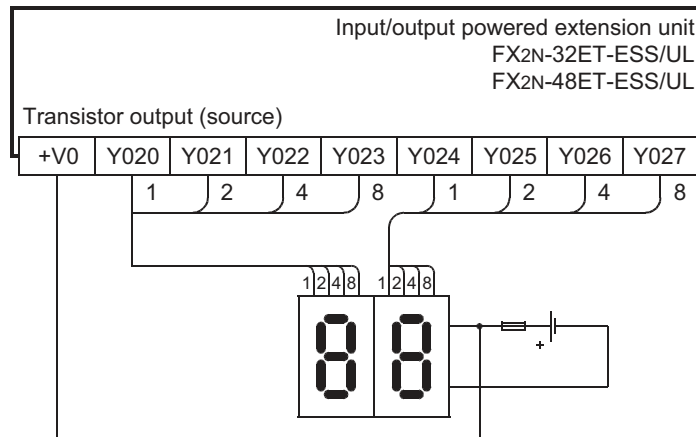 Input/output powered extension unit
FX2N-32ET-ESS/UL
FX2N-48ET-ESS/UL
Transistor output (source)
+V0 Y020 Y021 Y022 Y023 Y024 Y025 Y026 Y027
1 2 4 8 1 2 4 8
1 2 4 8 1 2 4 8
8 8
+